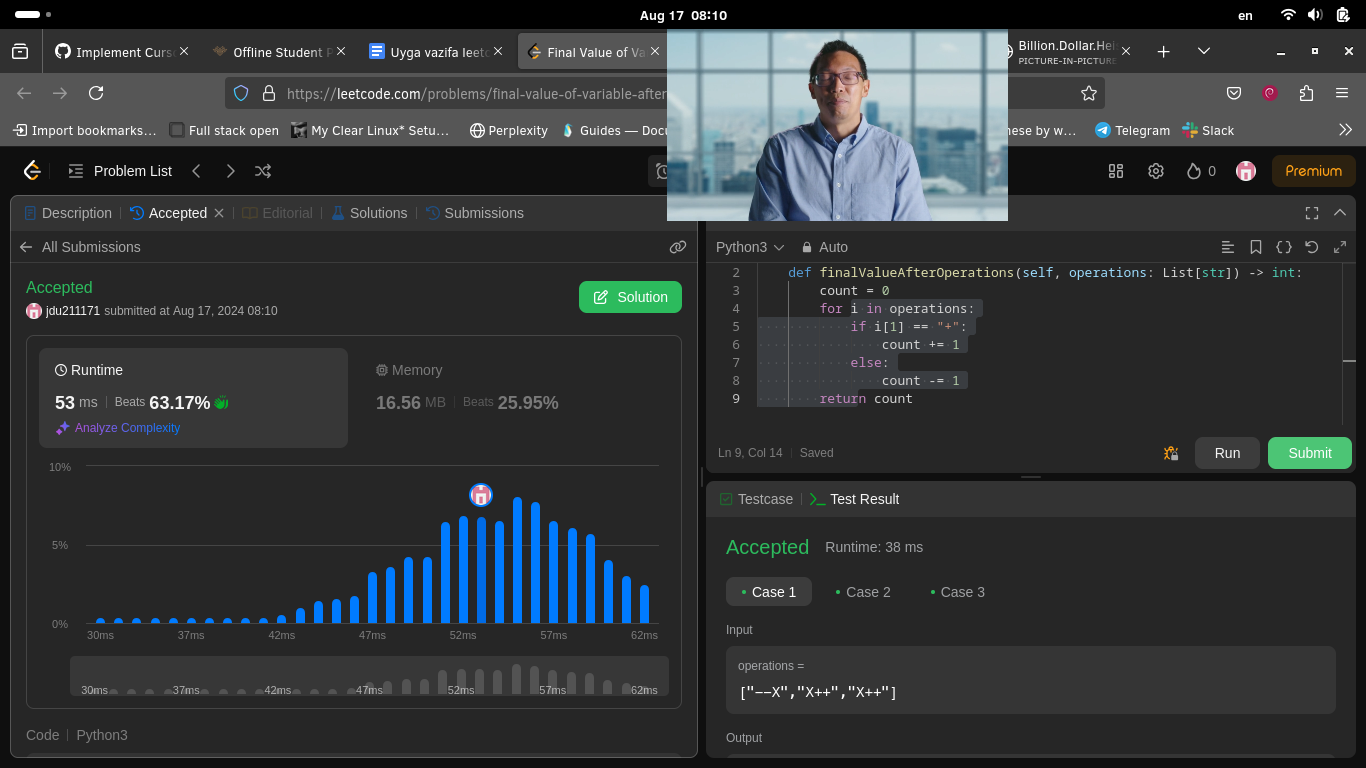 Aug 17 08:10
en
Implement Curs
Offline Student P
Uyga vazifa leetc
Final Value of Va
Billion.Dollar.Hei
PICTURE-IN-PICTURE
https://leetcode.com/problems/final-value-of-variable-after
Import bookmarks...
Full stack open
My Clear Linux* Setu...
Perplexity
Guides — Docu
nese by w...
Telegram
Slack
Problem List
0
Premium
Description
Accepted
Editorial
Solutions
Submissions
All Submissions
Accepted
jdu211171 submitted at Aug 17, 2024 08:10
Solution
Runtime
53 ms
Beats 63.17%
Analyze Complexity
Memory
16.56 MB
Beats 25.95%
10%
5%
0%
30ms 37ms 42ms 47ms 52ms 57ms 62ms
30ms 37ms 42ms 47ms 52ms 57ms 62ms
Code
Python3
Python3
Auto
2 def finalValueAfterOperations(self, operations: List[str]) -> int:
3 count = 0
4 for i in operations:
5 if i[1] == "+":
6 count += 1
7 else:
8 count -= 1
9 return count
Ln 9, Col 14
Saved
Run
Submit
Testcase
Test Result
Accepted
Runtime: 38 ms
Case 1
Case 2
Case 3
Input
operations =
["--X","X++","X++"]
Output